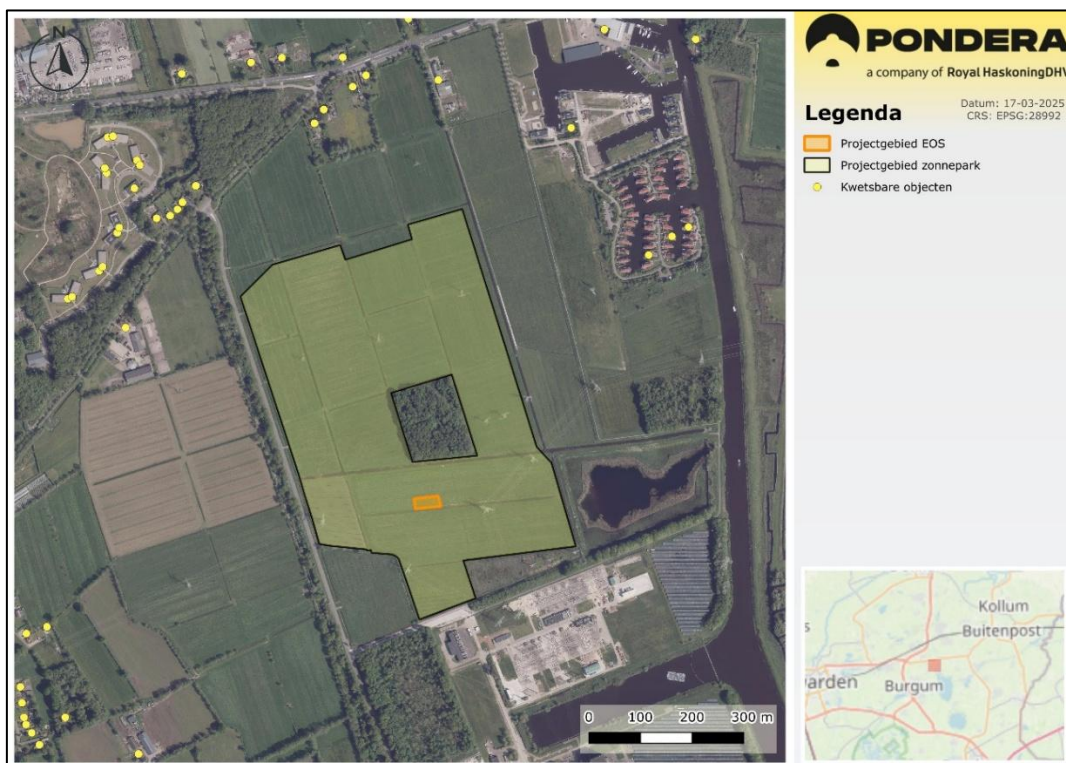 N
PONDERA
a company of Royal HaskoningDHV
Legenda
Datum: 17-03-2025
CRS: EPSG:28992
Projectgebied EOS
Projectgebied zonnepark
Kwetsbare objecten
0 100 200 300 m
Kollum
Buitenpost
arden
Burgum